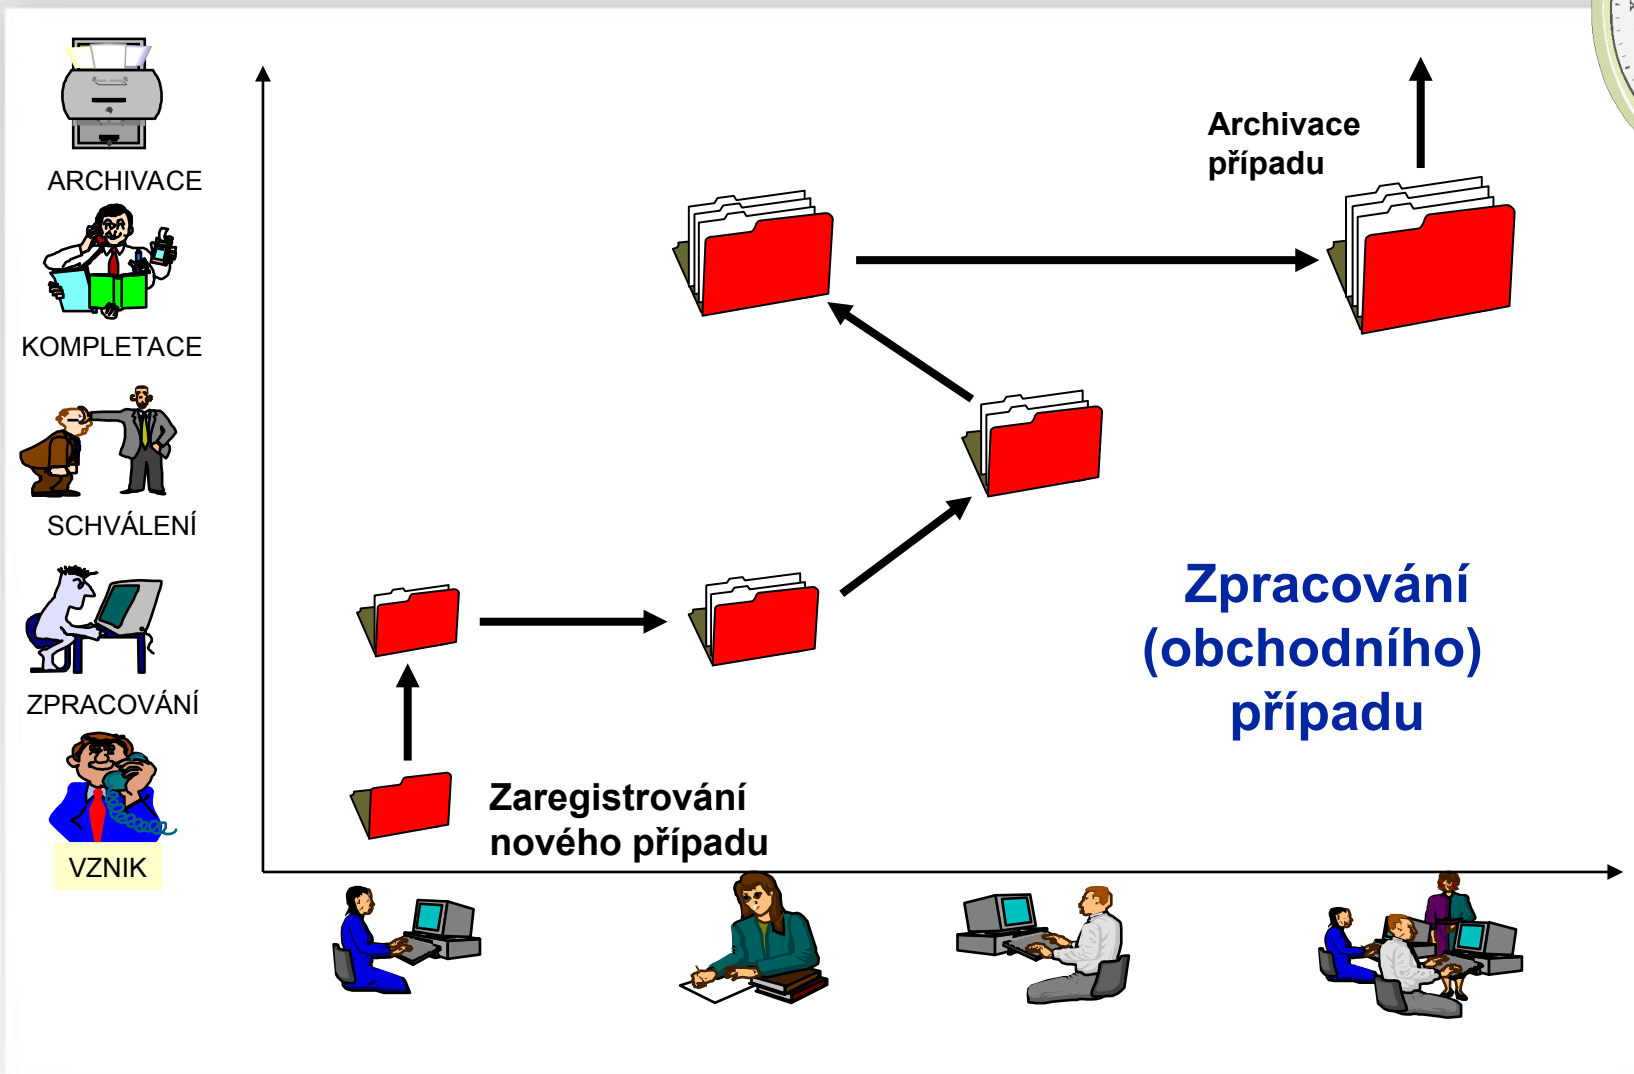 ARCHIVACE
KOMPLETACE
SCHVÁLENÍ
ZPRACOVÁNÍ
VZNIK
Archivace
případu
Zpracování
(obchodního)
případu
Zaregistrování
nového případu